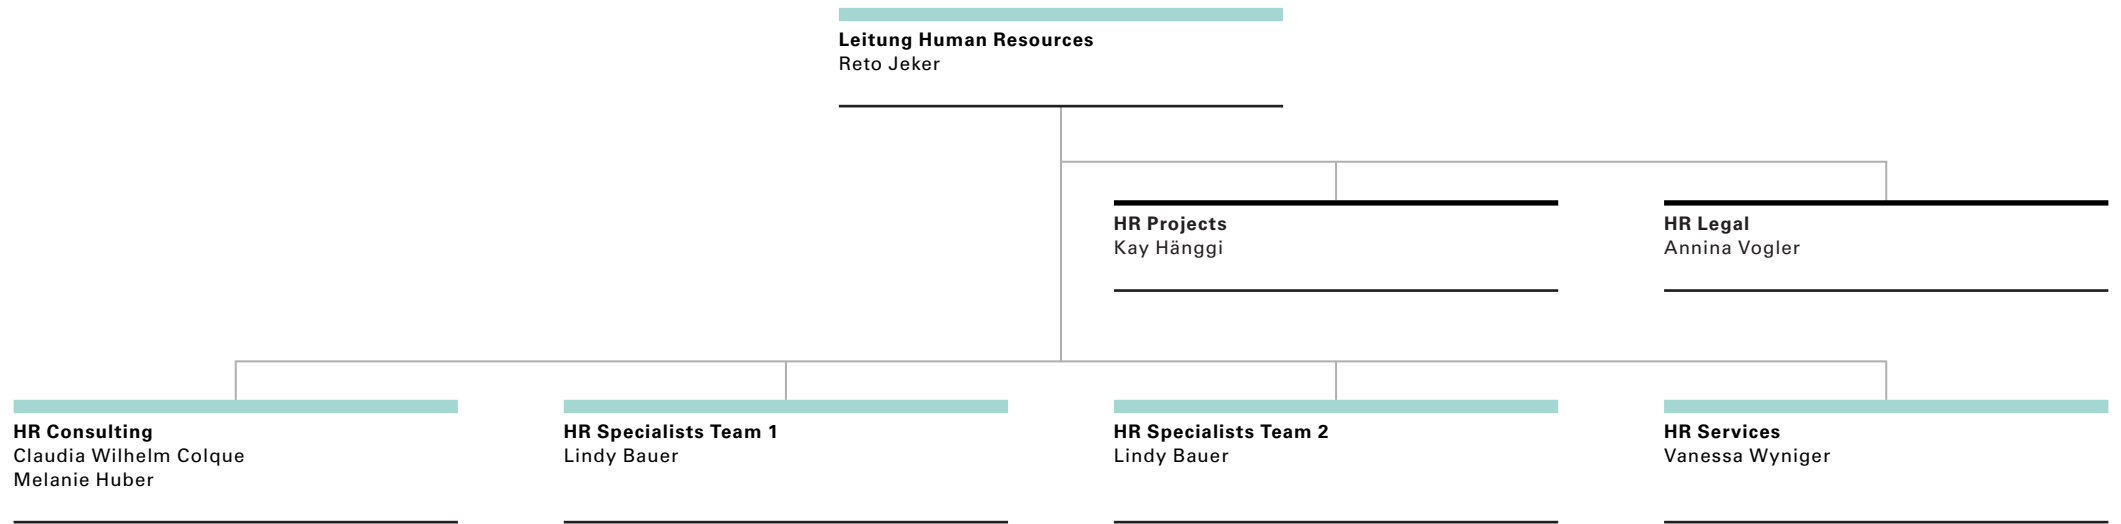 Leitung Human Resources
Reto Jeker
HR Projects
Kay Hänggi
HR Legal
Annina Vogler
HR Consulting
Claudia Wilhelm Colque
Melanie Huber
HR Specialists Team 1
Lindy Bauer
HR Specialists Team 2
Lindy Bauer
HR Services
Vanessa Wyniger